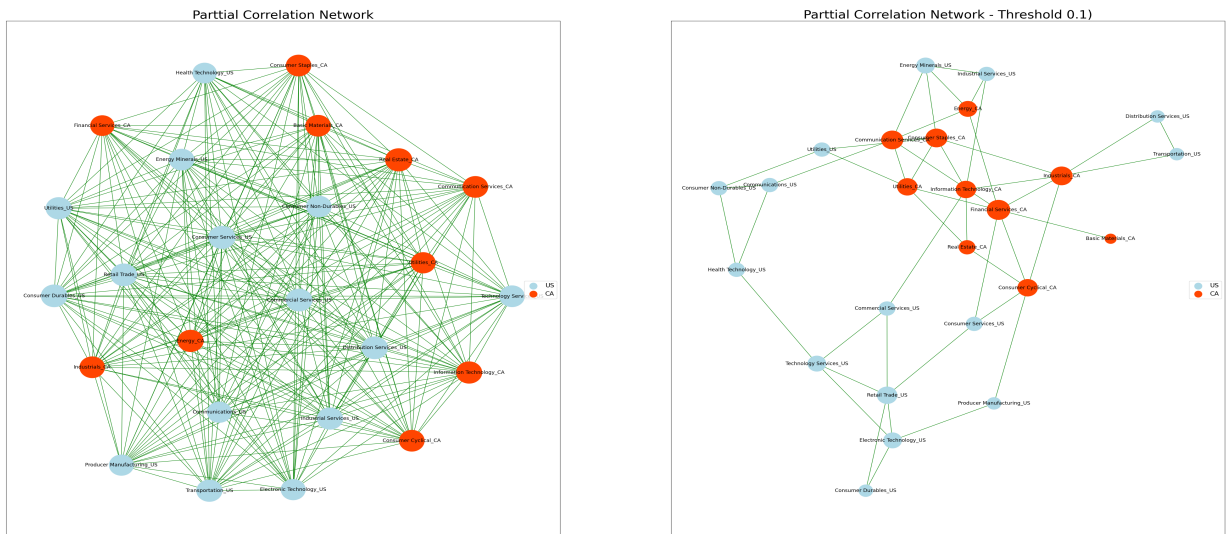 Parttial Correlation Network
Consumer Staples_CA
Health Technology_US
Financial Services_CA
Basic Materials_CA
Energy Minerals_US
Real Estate_CA
Commutication Services_CA
Utilities_US
Consumer Non-Durables_US
Consumer Services_US
Utilities_CA
Retail Trade_US
Consumer Durables_US
Commercial Services_US
Technology Serv
US
CA
Energy_CA
Distribution Services_US
Industrials_CA
Information Technology_CA
Communications_US
Industrial Services_US
Consumer Cyclical_CA
Producer Manufacturing_US
Transportation_US
Electronic Technology_US
Parttial Correlation Network - Threshold 0.1)
Energy Minerals_US
Industrial Services_US
Energy_CA
Distribution Services_US
Communication Services_CA
Consumer Staples_CA
Utilities_US
Transportation_US
Industrials_CA
Consumer Non-Durables_US
Communications_US
Utilities_CA
Information Technology_CA
Financial Services_CA
Basic Materials_CA
Real Estate_CA
Health Technology_US
Consumer Cyclical_CA
US
CA
Commercial Services_US
Consumer Services_US
Technology Services_US
Retail Trade_US
Producer Manufacturing_US
Electronic Technology_US
Consumer Durables_US